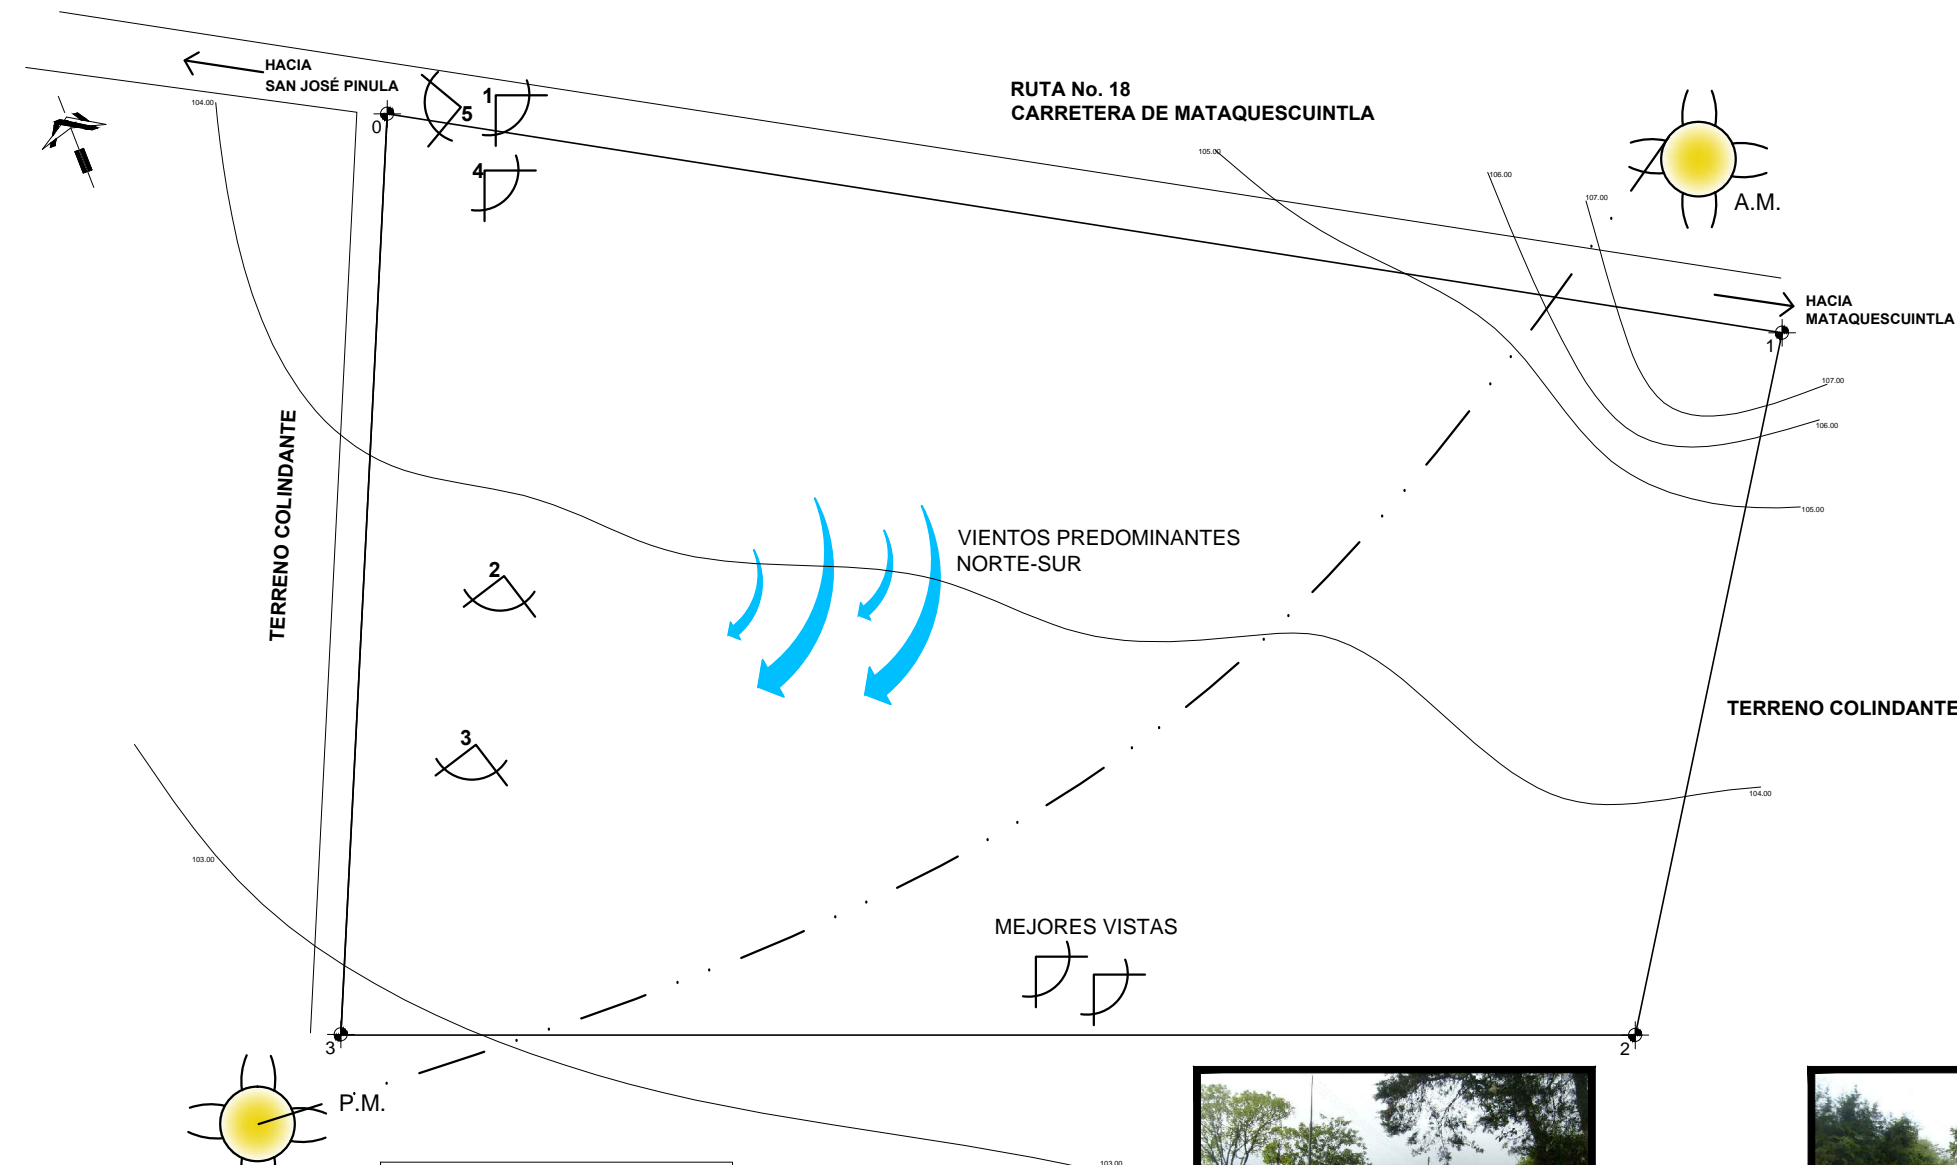 HACIA
SAN JOSÉ PINULA
104.00
0
5
1
4
RUTA No. 18
CARRETERA DE MATAQUESCUINTLA
105.00
106.00
107.00
A.M.
HACIA
MATAQUESCUINTLA
1
107.00
106.00
105.00
TERRENO COLINDANTE
VIENTOS PREDOMINANTES
NORTE-SUR
2
3
TERRENO COLINDANTE
104.00
103.00
MEJORES VISTAS
3
2
P.M.
103.00